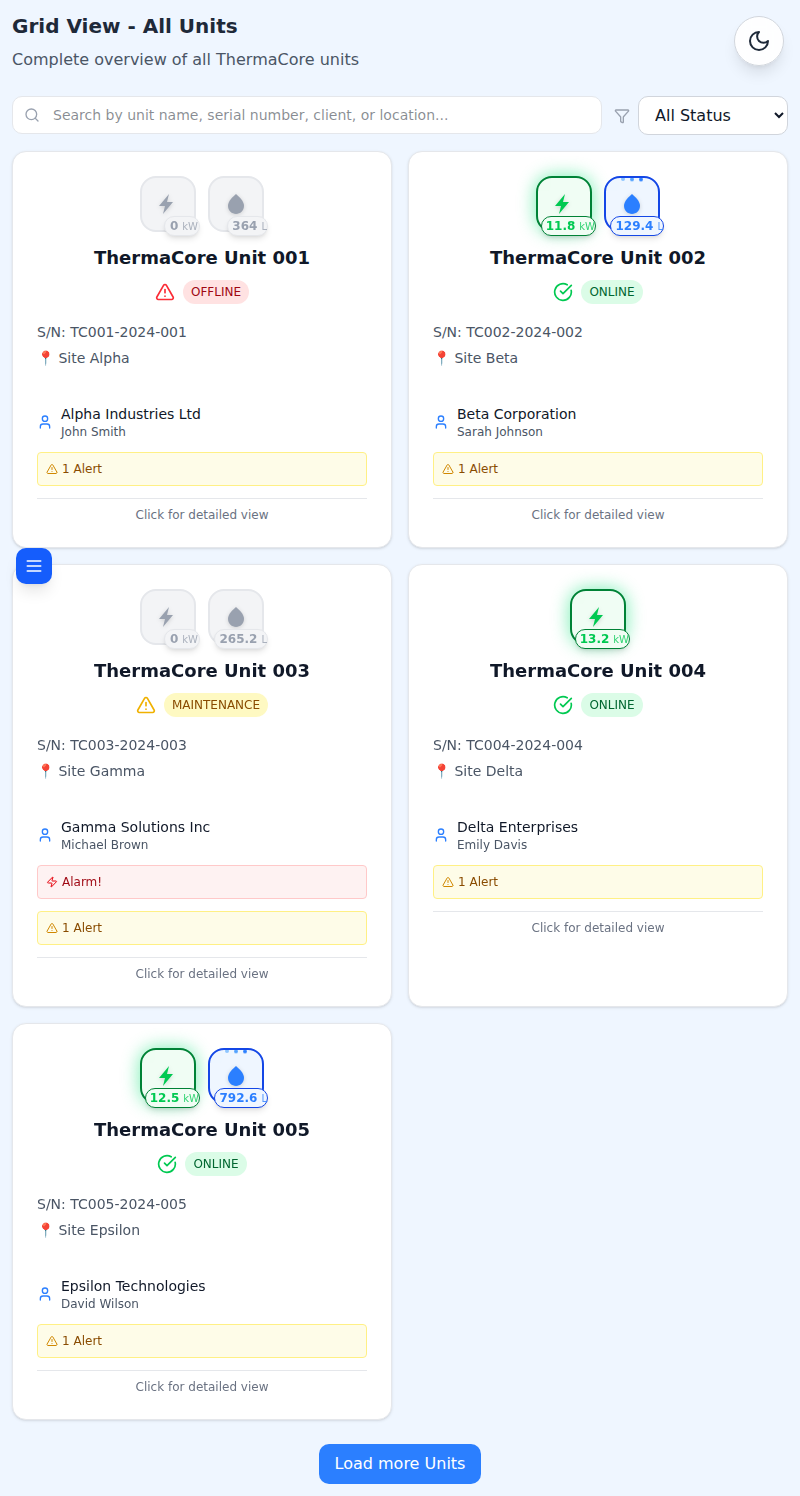 Grid View - All Units
Complete overview of all ThermaCore units
Search by unit name, serial number, client, or location...
All Status
0 kW
364 L
ThermaCore Unit 001
OFFLINE
S/N: TC001-2024-001
📍 Site Alpha
Alpha Industries Ltd
John Smith
1 Alert
Click for detailed view
11.8 kW
129.4 L
ThermaCore Unit 002
ONLINE
S/N: TC002-2024-002
📍 Site Beta
Beta Corporation
Sarah Johnson
1 Alert
Click for detailed view
0 kW
265.2 L
ThermaCore Unit 003
MAINTENANCE
S/N: TC003-2024-003
📍 Site Gamma
Gamma Solutions Inc
Michael Brown
Alarm!
1 Alert
Click for detailed view
13.2 kW
ThermaCore Unit 004
ONLINE
S/N: TC004-2024-004
📍 Site Delta
Delta Enterprises
Emily Davis
1 Alert
Click for detailed view
12.5 kW
792.6 L
ThermaCore Unit 005
ONLINE
S/N: TC005-2024-005
📍 Site Epsilon
Epsilon Technologies
David Wilson
1 Alert
Click for detailed view
Load more Units